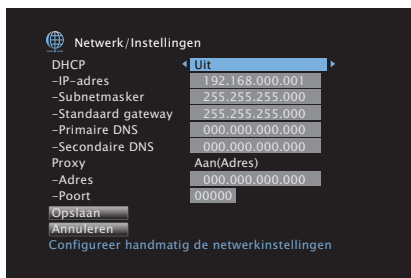 Netwerk/Instellingen
DHCP Uit
-IP-adres 192.168.000.001
-Subnetmasker 255.255.255.000
-Standaard gateway 255.255.255.000
-Primaire DNS 000.000.000.000
-Secondaire DNS 000.000.000.000
Proxy Aan(Adres)
-Adres 000.000.000.000
-Poort 00000
Opslaan
Annuleren
Configureer handmatig de netwerkinstellingen